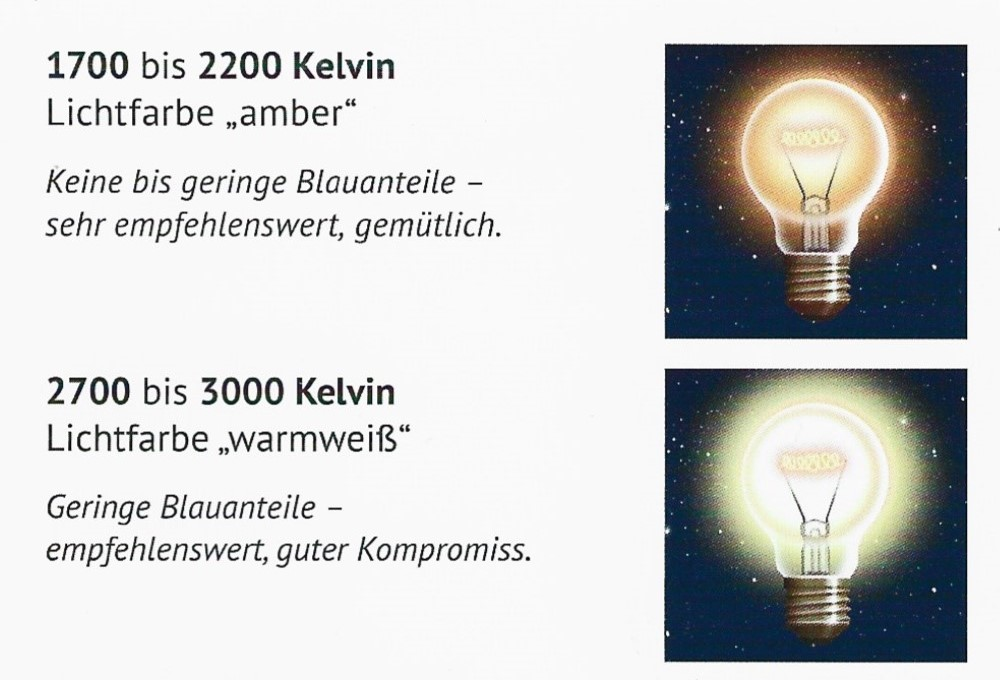 1700 bis 2200 Kelvin
Lichtfarbe „amber“
Keine bis geringe Blauanteile –
sehr empfehlenswert, gemütlich.
2700 bis 3000 Kelvin
Lichtfarbe „warmweiß“
Geringe Blauanteile –
empfehlenswert, guter Kompromiss.